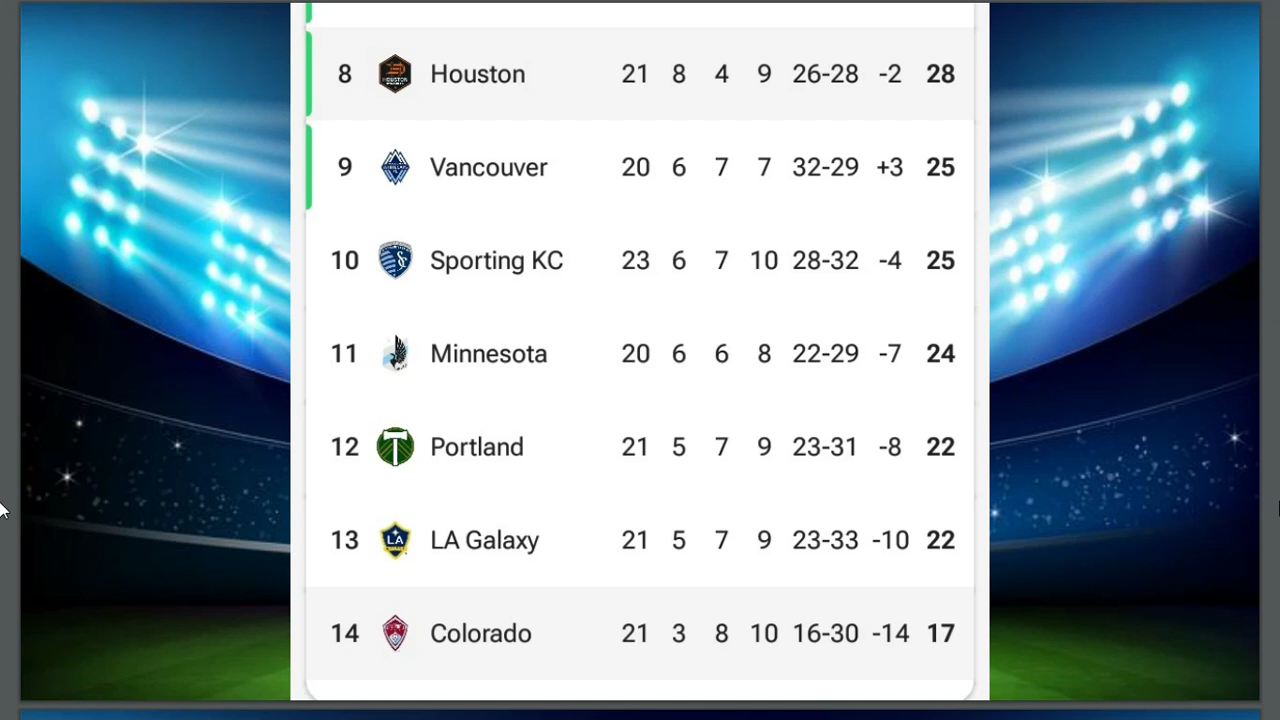 8 HOUSTON Houston 21 8 4 9 26-28 -2 28
9 Vancouver 20 6 7 7 32-29 +3 25
10 Sporting KC 23 6 7 10 28-32 -4 25
11 Minnesota 20 6 6 8 22-29 -7 24
12 Portland 21 5 7 9 23-31 -8 22
13 LA LA Galaxy 21 5 7 9 23-33 -10 22
14 Colorado 21 3 8 10 16-30 -14 17